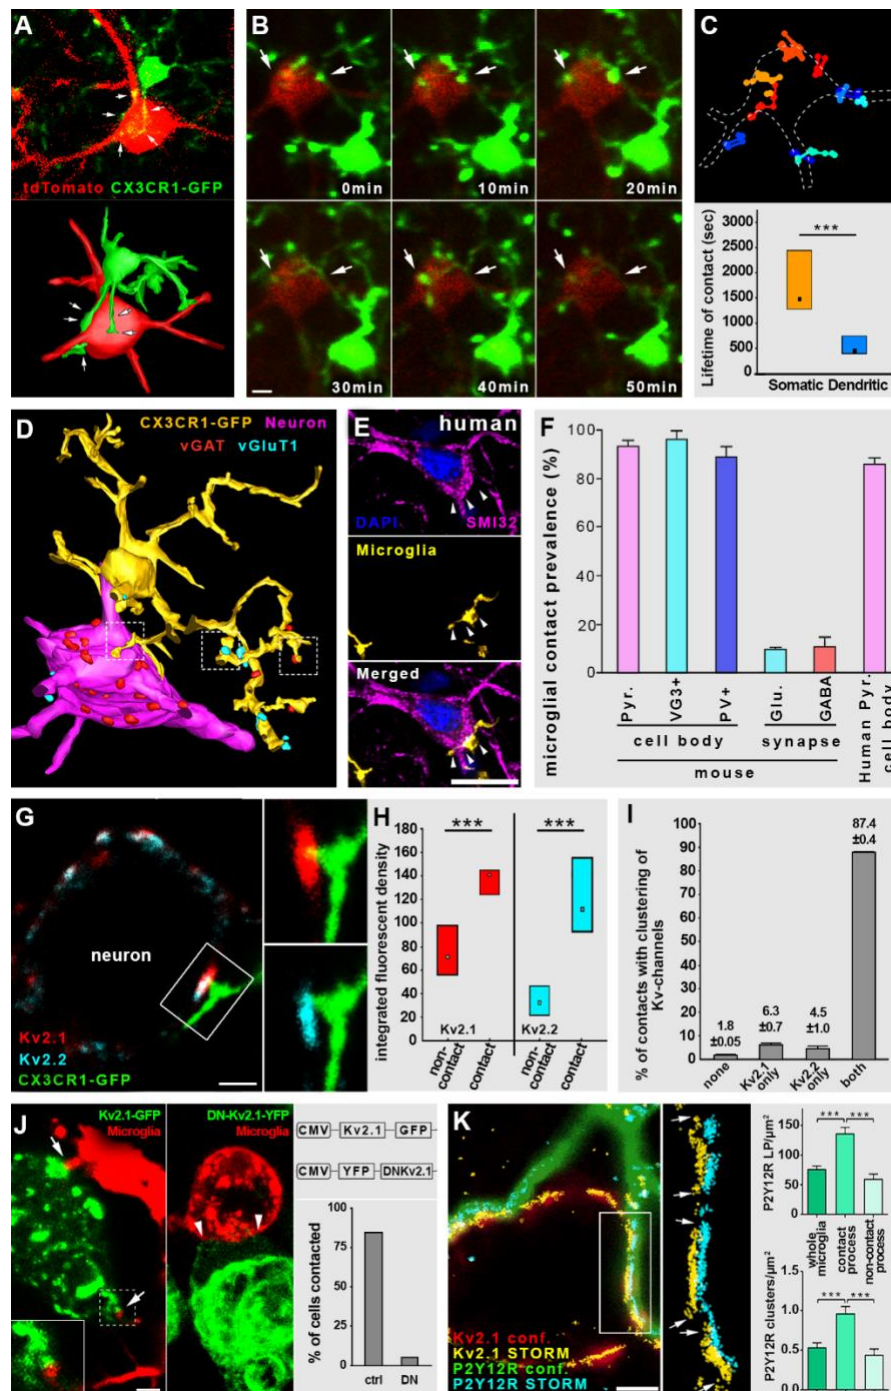 A
tdTomato CX3CR1-GFP
B
0min
10min
20min
30min
40min
50min
C
Lifetime of contact (sec)
3000
2500
2000
1500
1000
500
***
Somatic Dendritic
D
CX3CR1-GFP Neuron
vGAT vGluT1
E
human
DAPI SMI32
Microglia
Merged
F
microglial contact prevalence (%)
100
80
60
40
20
0
Pyr.
VG3+
PV+
Glu.
GABA
Human Pyr.
cell body
cell body
synapse
mouse
G
neuron
Kv2.1
Kv2.2
CX3CR1-GFP
H
integrated fluorescent density
180
160
140
120
100
80
60
40
20
0
***
***
Kv2.1
Kv2.2
non-
contact
contact
non-
contact
contact
I
% of contacts with clustering of
Kv-channels
100
90
80
70
60
50
40
30
20
10
0
1.8
±0.05
6.3
±0.7
4.5
±1.0
87.4
±0.4
none
Kv2.1
only
Kv2.2
only
both
J
Kv2.1-GFP
Microglia
DN-Kv2.1-YFP
Microglia
CMV Kv2.1 GFP
CMV YFP DNKv2.1
% of cells contacted
100
75
50
25
0
ctrl DN
K
Kv2.1 conf.
Kv2.1 STORM
P2Y12R conf.
P2Y12R STORM
P2Y12R LP/µm²
150
100
50
0
*** ***
whole
microglia
contact
process
non-contact
process
P2Y12R clusters/µm²
1.5
1.0
0.5
0.0
*** ***